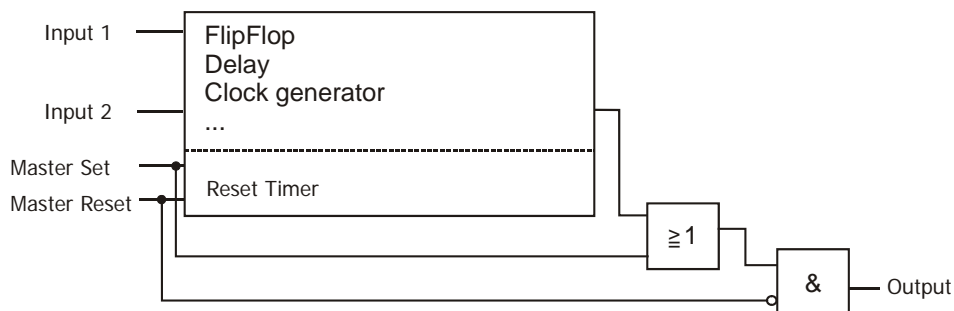 Input 1
FlipFlop
Delay
Clock generator
Input 2
...
Master Set
Master Reset
Reset Timer
≧1
&
Output